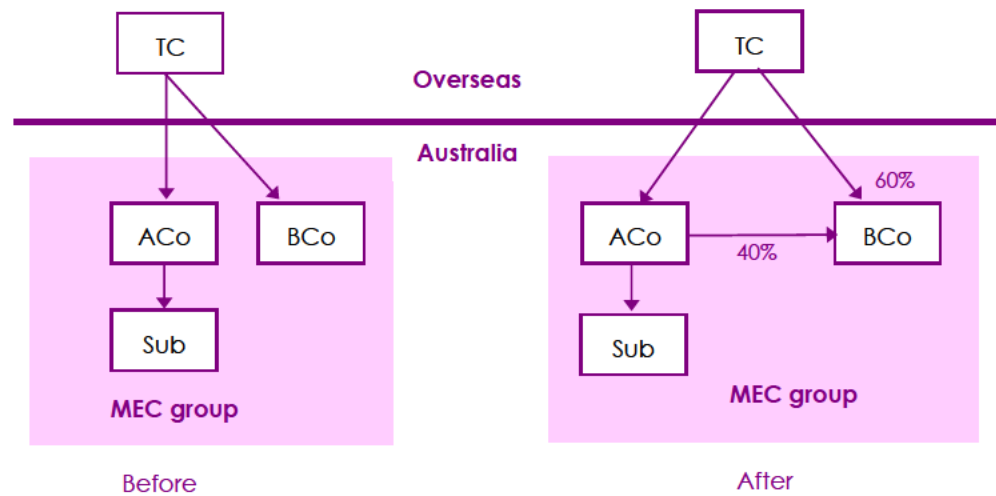 TC
Overseas
Australia
ACo
BCo
Sub
MEC group
Before
TC
60%
ACo
40%
BCo
Sub
MEC group
After